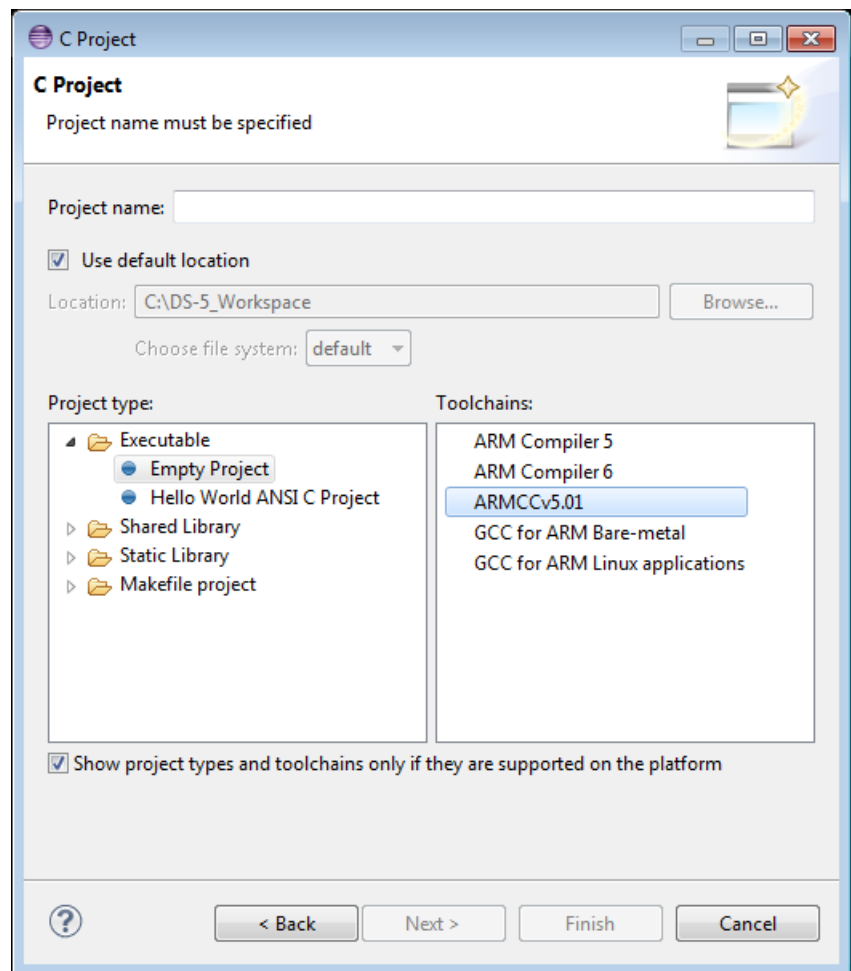 C Project
C Project
Project name must be specified
Project name:
Use default location
Location: C:\DS-5_Workspace Browse...
Choose file system: default
Project type: Toolchains:
Executable
Empty Project
Hello World ANSI C Project
Shared Library
Static Library
Makefile project
ARM Compiler 5
ARM Compiler 6
ARMCCv5.01
GCC for ARM Bare-metal
GCC for ARM Linux applications
Show project types and toolchains only if they are supported on the platform
? < Back Next > Finish Cancel